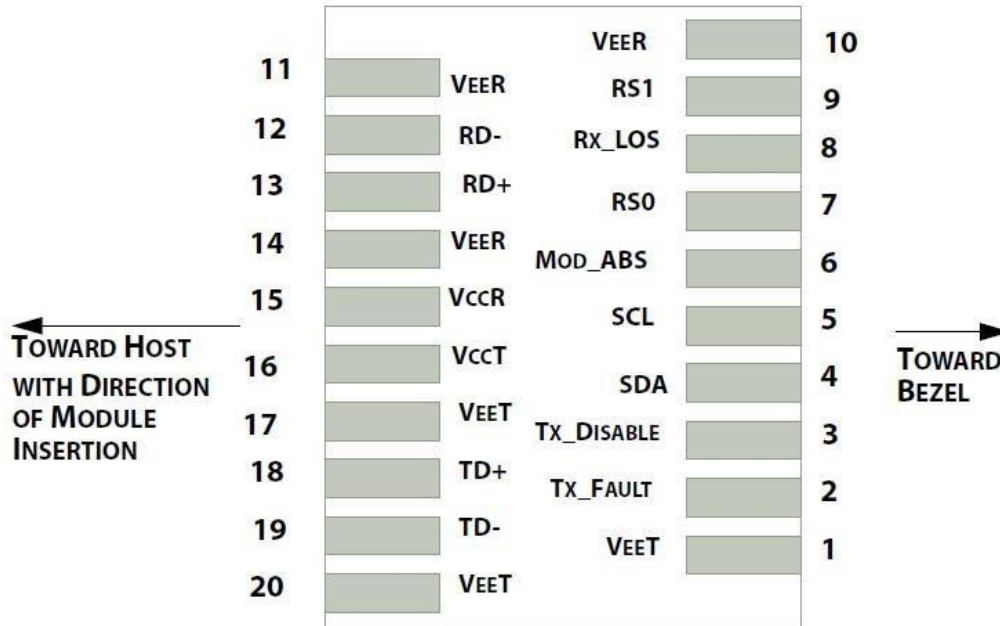 VEER 10
11 VEER
RS1 9
12 RD-
RX_LOS 8
13 RD+
RS0 7
14 VEER
MOD_ABS 6
15 VCCR
SCL 5
TOWARD HOST
WITH DIRECTION
OF MODULE
INSERTION
TOWARD
BEZEL
16 VCCT
SDA 4
17 VEET
TX_DISABLE 3
18 TD+
TX_FAULT 2
19 TD-
VEET 1
20 VEET